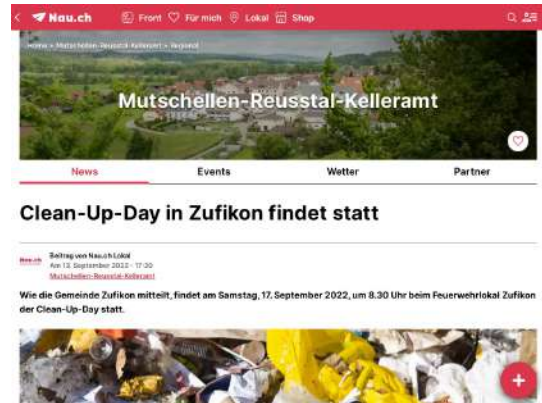 Nau.ch Front Für mich Lokal Shop
Home > Mutschellen-Reusstal-Kelleramt > Regional
Mutschellen-Reusstal-Kelleramt
News Events Wetter Partner
Clean-Up-Day in Zufikon findet statt
Nau.ch
Beitrag von Nau.ch Lokal
Am 13. September 2022 - 17:30
Mutschellen-Reusstal-Kelleramt
Wie die Gemeinde Zufikon mitteilt, findet am Samstag, 17. September 2022, um 8.30 Uhr beim Feuerwehrlokal Zufikon
der Clean-Up-Day statt.